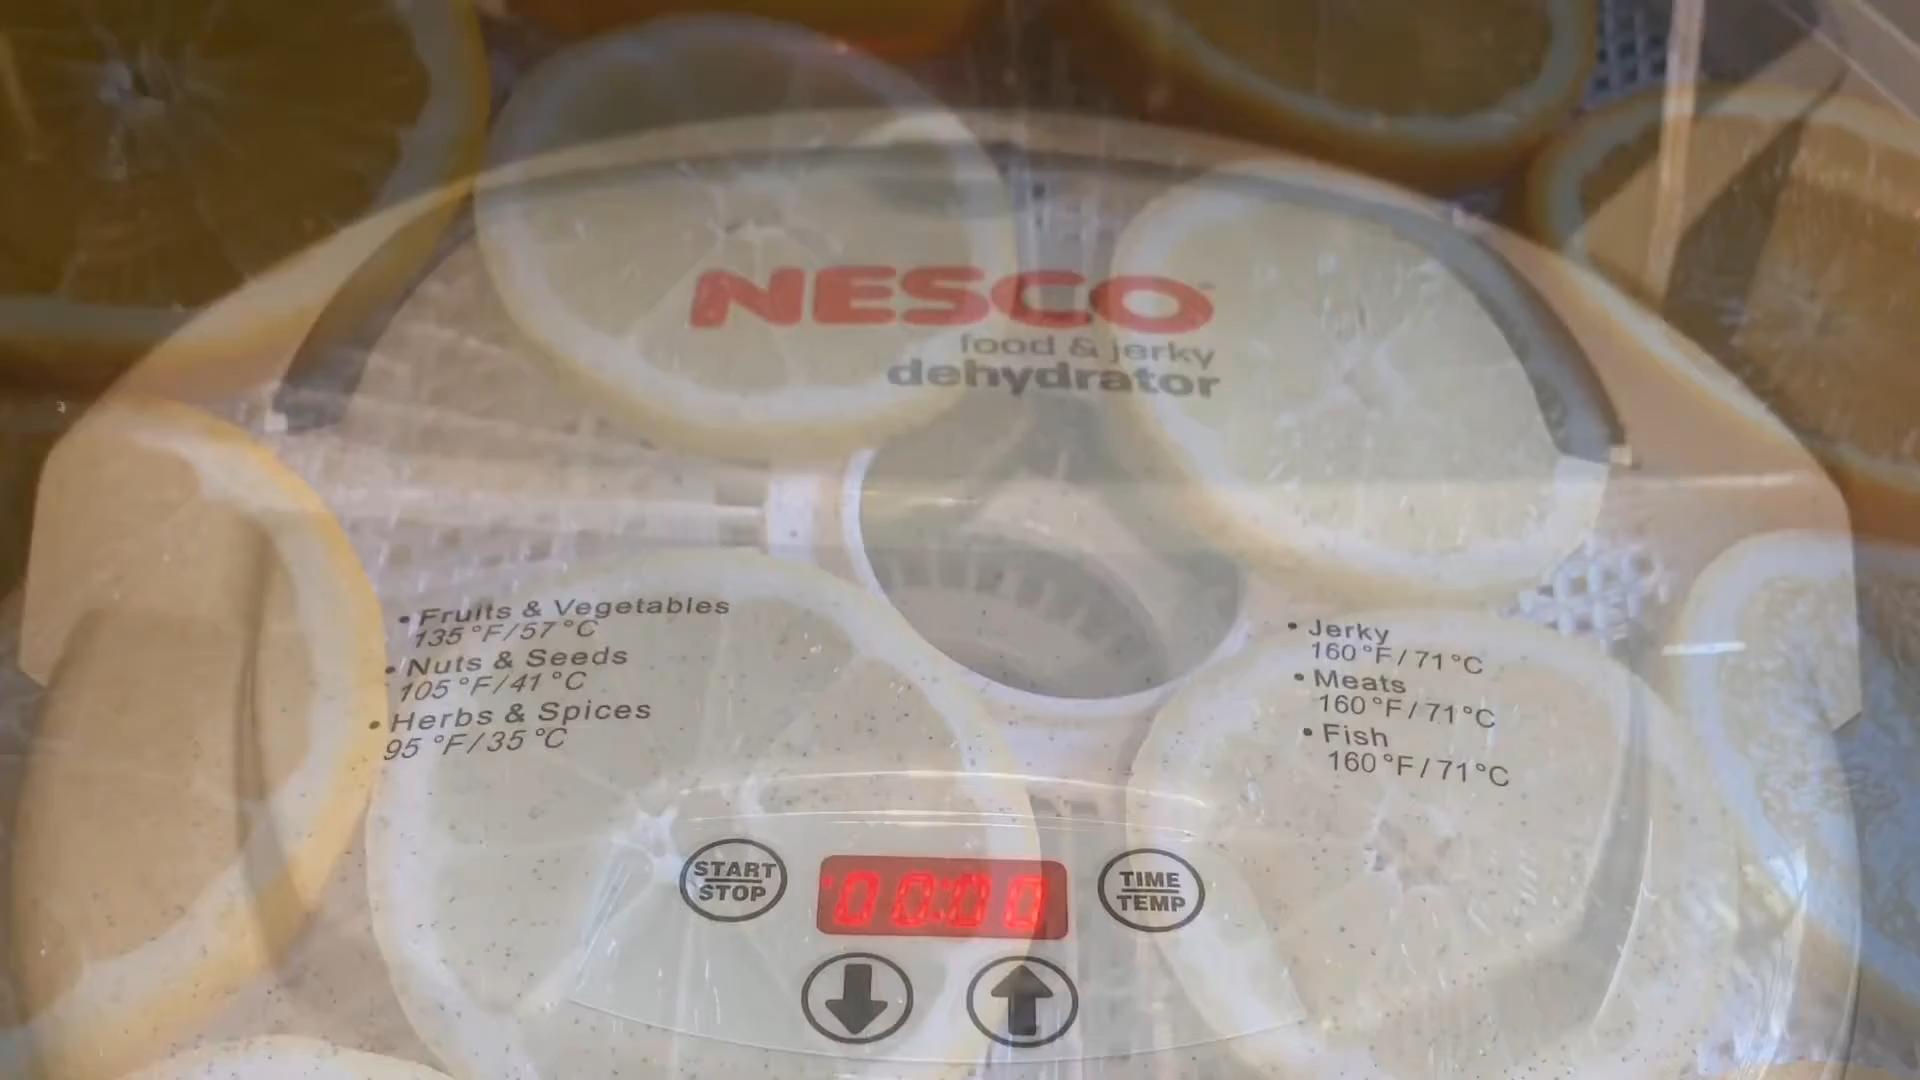 NESCO
food & jerky
dehydrator
• Fruits & Vegetables
135°F/57°C
• Nuts & Seeds
105°F/41°C
• Herbs & Spices
95°F/35°C
• Jerky
160°F/71°C
• Meats
160°F/71°C
• Fish
160°F/71°C
START
STOP
00:00
TIME
TEMP